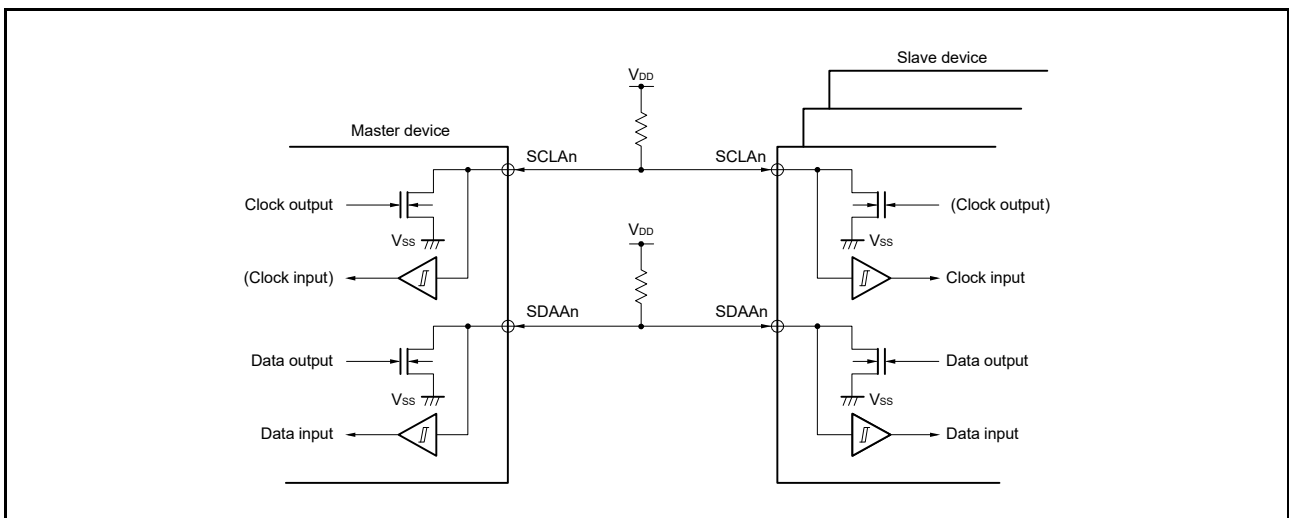 Slave device
VDD
Master device
SCLAn SCLAn
Clock output (Clock output)
VSS VSS
(Clock input) Clock input
VDD
SDAAn SDAAn
Data output Data output
VSS VSS
Data input Data input